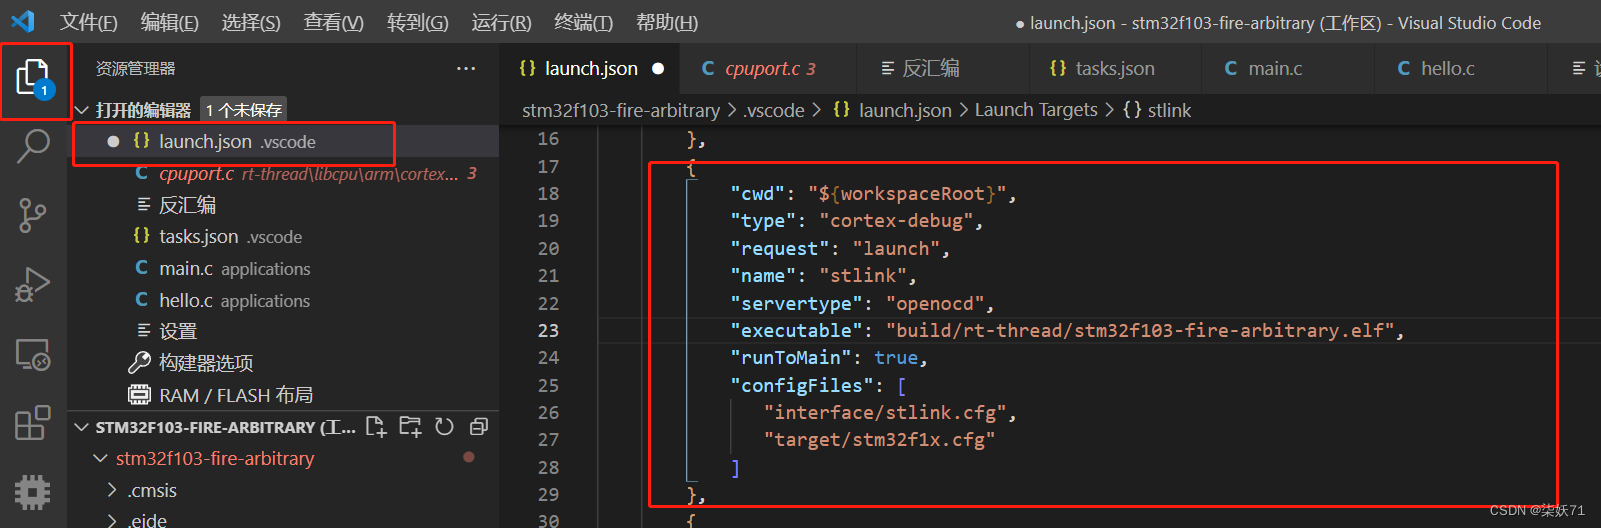 文件(F) 编辑(E) 选择(S) 查看(V) 转到(G) 运行(R) 终端(T) 帮助(H) ● launch.json - stm32f103-fire-arbitrary (工作区) - Visual Studio Code
1
资源管理器 ···
打开的编辑器 1 个未保存
● {} launch.json .vscode
C cpuport.c rt-thread\libcpu\arm\cortex... 3
反汇编
{} tasks.json .vscode
C main.c applications
C hello.c applications
设置
构建器选项
RAM / FLASH 布局
STM32F103-FIRE-ARBITRARY (工...
stm32f103-fire-arbitrary
> .cmsis
> .eide
{} launch.json ● C cpuport.c 3 反汇编 {} tasks.json C main.c C hello.c
stm32f103-fire-arbitrary > .vscode > {} launch.json > Launch Targets > {} stlink
16 },
17 {
18 "cwd": "${workspaceRoot}",
19 "type": "cortex-debug",
20 "request": "launch",
21 "name": "stlink",
22 "servertype": "openocd",
23 "executable": "build/rt-thread/stm32f103-fire-arbitrary.elf",
24 "runToMain": true,
25 "configFiles": [
26 "interface/stlink.cfg",
27 "target/stm32f1x.cfg"
28 ]
29 },
30 {
CSDN @柒妖71